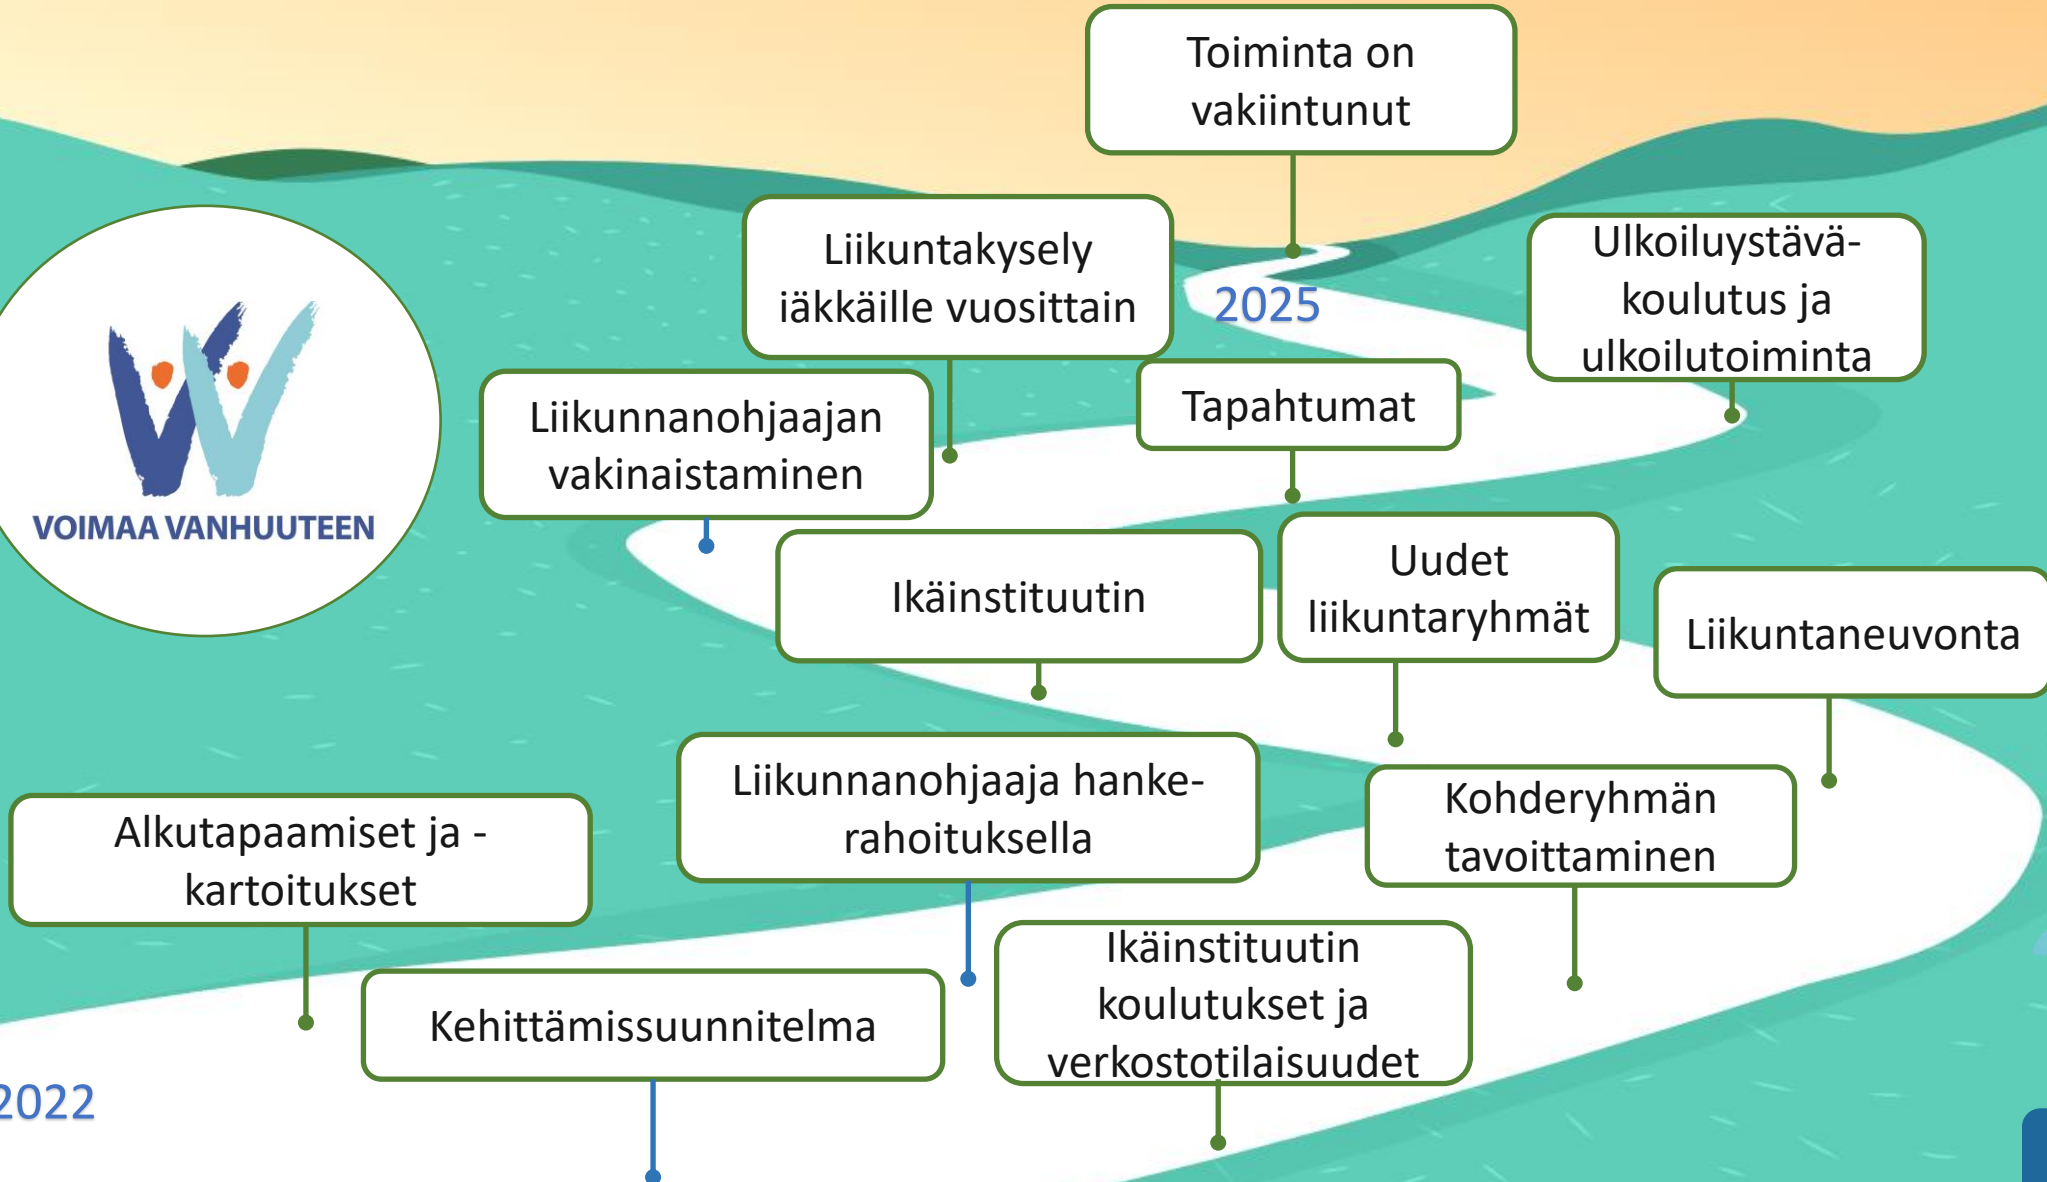 Toiminta on
vakiintunut
Liikuntakysely
iäkkäille vuosittain
2025
Ulkoiluystävä-
koulutus ja
ulkoilutoiminta
Liikunnanohjaajan
vakinaistaminen
Tapahtumat
VOIMAA VANHUUTEEN
Ikäinstituutin
Uudet
liikuntaryhmät
Liikuntaneuvonta
Liikunnanohjaaja hanke-
rahoituksella
Kohderyhmän
tavoittaminen
Alkutapaamiset ja -
kartoitukset
Kehittämissuunnitelma
Ikäinstituutin
koulutukset ja
verkostotilaisuudet
2022